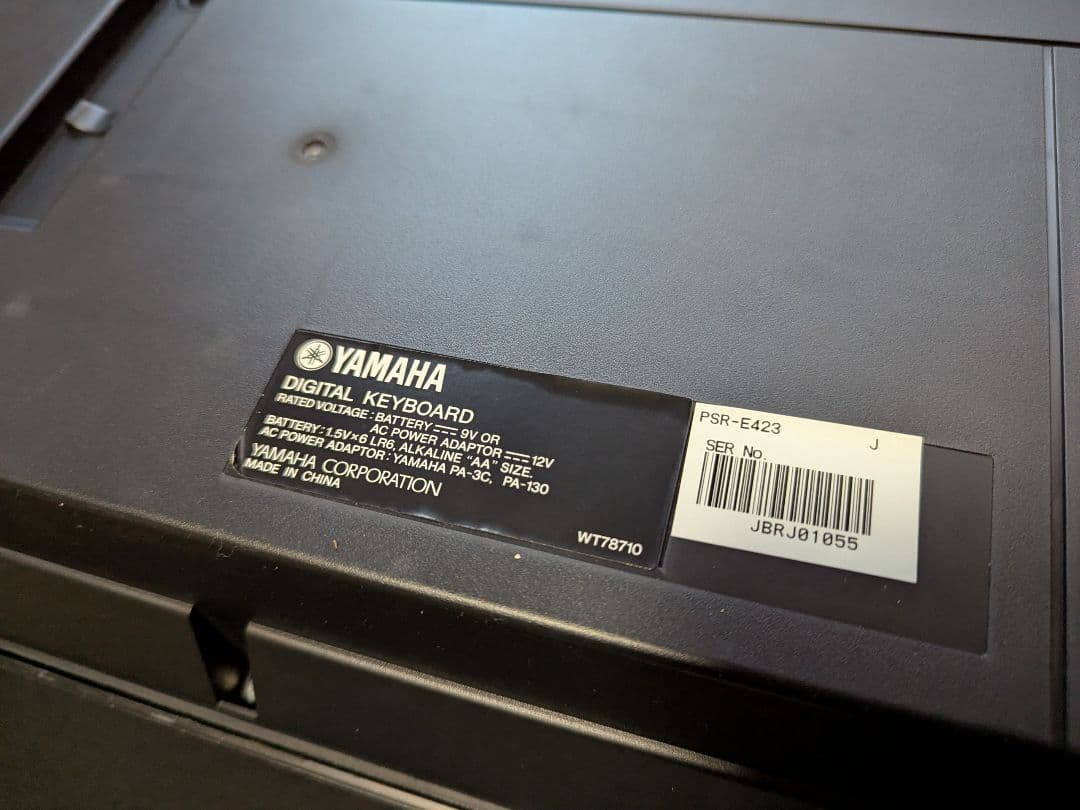 YAMAHA
DIGITAL KEYBOARD
RATED VOLTAGE : BATTERY ⎓ 9V OR
AC POWER ADAPTOR ⎓ 12V
BATTERY : 1.5V×6 LR6, ALKALINE "AA" SIZE.
AC POWER ADAPTOR : YAMAHA PA-3C, PA-130
YAMAHA CORPORATION
MADE IN CHINA
WT78710
PSR-E423 J
SER No.
JBRJ01055